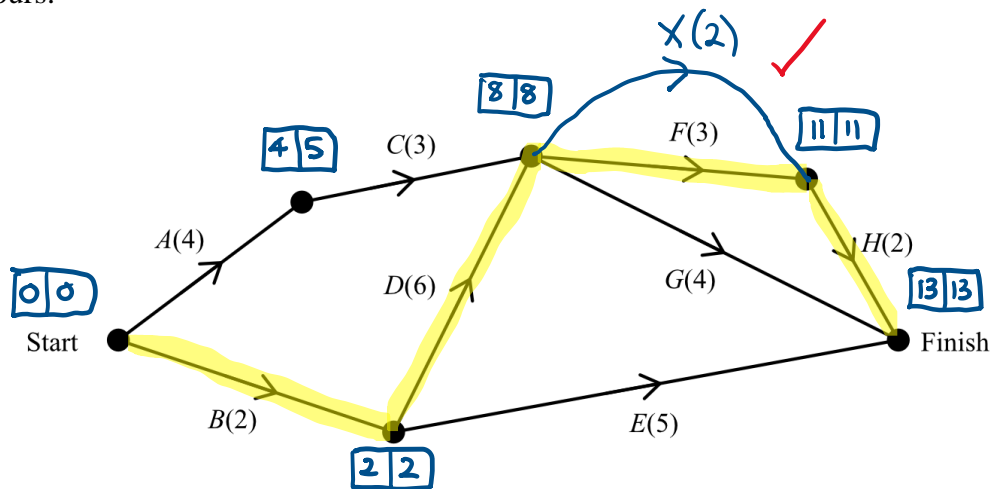 ours.
X(2)
8 8
11 11
F(3)
4 5
C(3)
A(4)
H(2)
D(6)
G(4)
0 0
13 13
Start
Finish
B(2)
E(5)
2 2